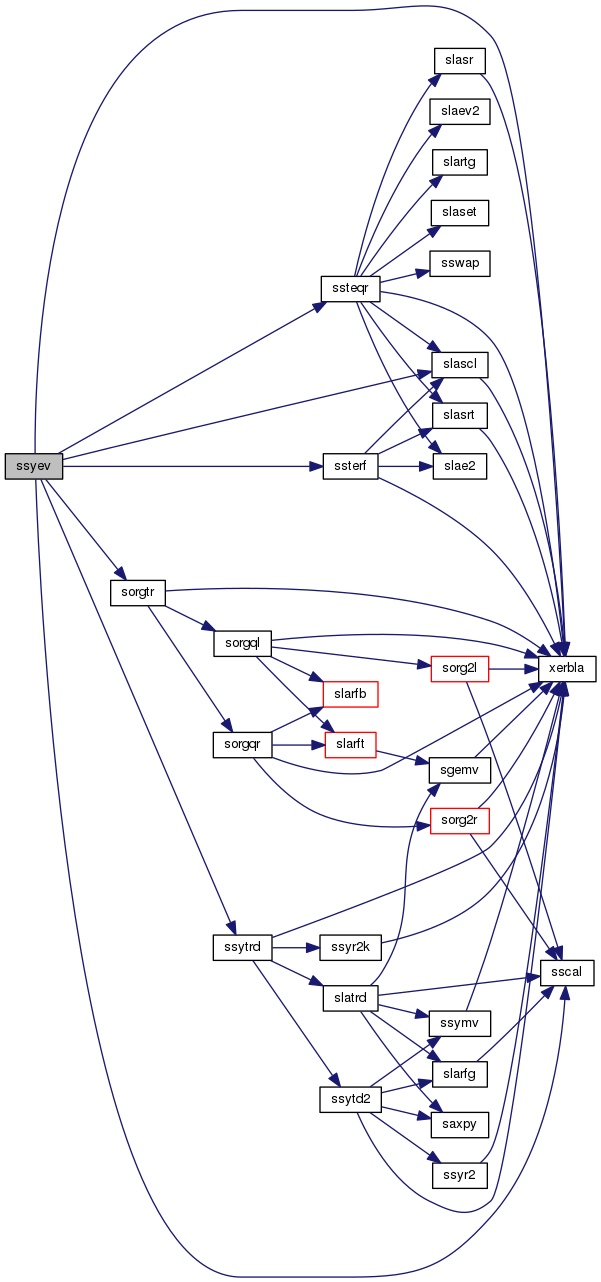 slasr
slaev2
slartg
slaset
sswap
ssteqr
slascl
slasrt
ssyev
ssterf
slae2
sorgtr
sorgql
sorg2l
xerbla
slarfb
sorgqr
slarft
sgemv
sorg2r
ssytrd
ssyr2k
sscal
slatrd
ssymv
slarfg
ssytd2
saxpy
ssyr2